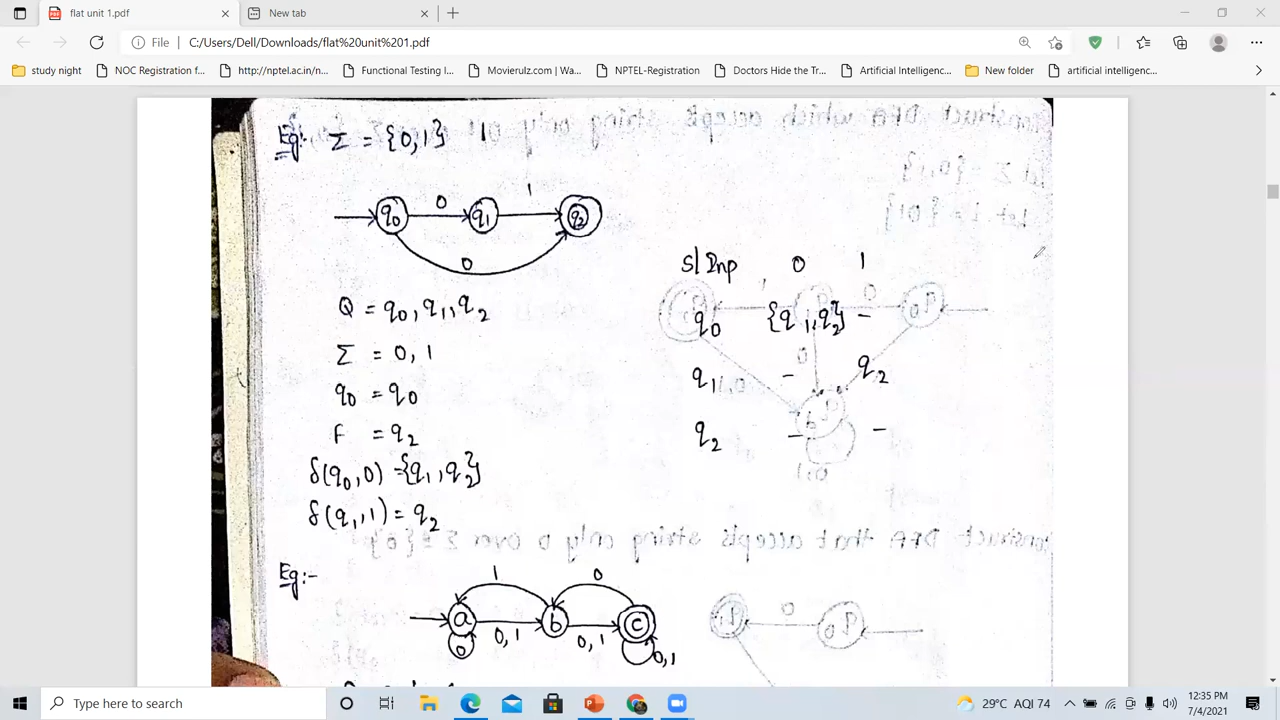 flat unit 1.pdf
New tab
File
C:/Users/Dell/Downloads/flat%20unit%201.pdf
study night
NOC Registration f...
http://nptel.ac.in/n...
Functional Testing I...
Movierulz.com | Wa...
NPTEL-Registration
Doctors Hide the Tr...
Artificial Intelligenc...
New folder
artificial intelligenc...
Eg:- Σ = {0,1}
q0 0 q1 1 q2
0
Q = q0, q1, q2
Σ = 0, 1
q0 = q0
F = q2
δ(q0,0) = {q1, q2}
δ(q1,1) = q2
S/Inp 0 1
q0 {q1, q2} -
q1 - q2
q2 - -
Eg:-
1 0
a 0,1 b 0,1 c
0 0,1
Type here to search
29°C AQI 74
12:35 PM
7/4/2021